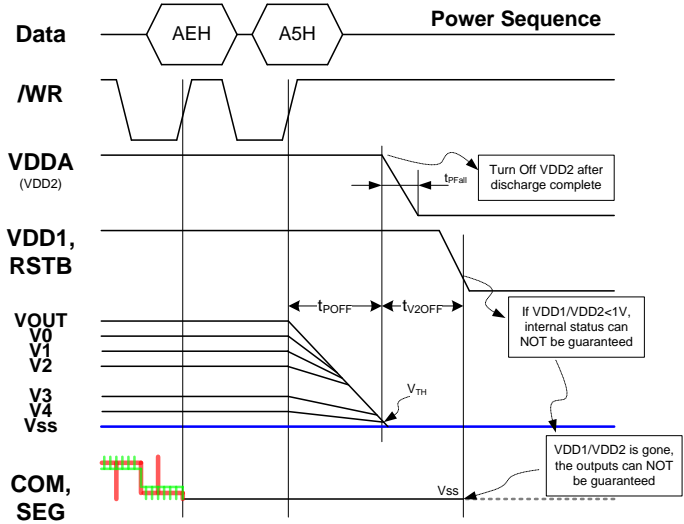 Power Sequence
Data
AEH
A5H
/WR
VDDA
(VDD2)
tPFall
Turn Off VDD2 after
discharge complete
VDD1,
RSTB
tPOFF
tV2OFF
If VDD1/VDD2<1V,
internal status can
NOT be guaranteed
VOUT
V0
V1
V2
V3
V4
Vss
VTH
VDD1/VDD2 is gone,
the outputs can NOT
be guaranteed
COM,
SEG
Vss